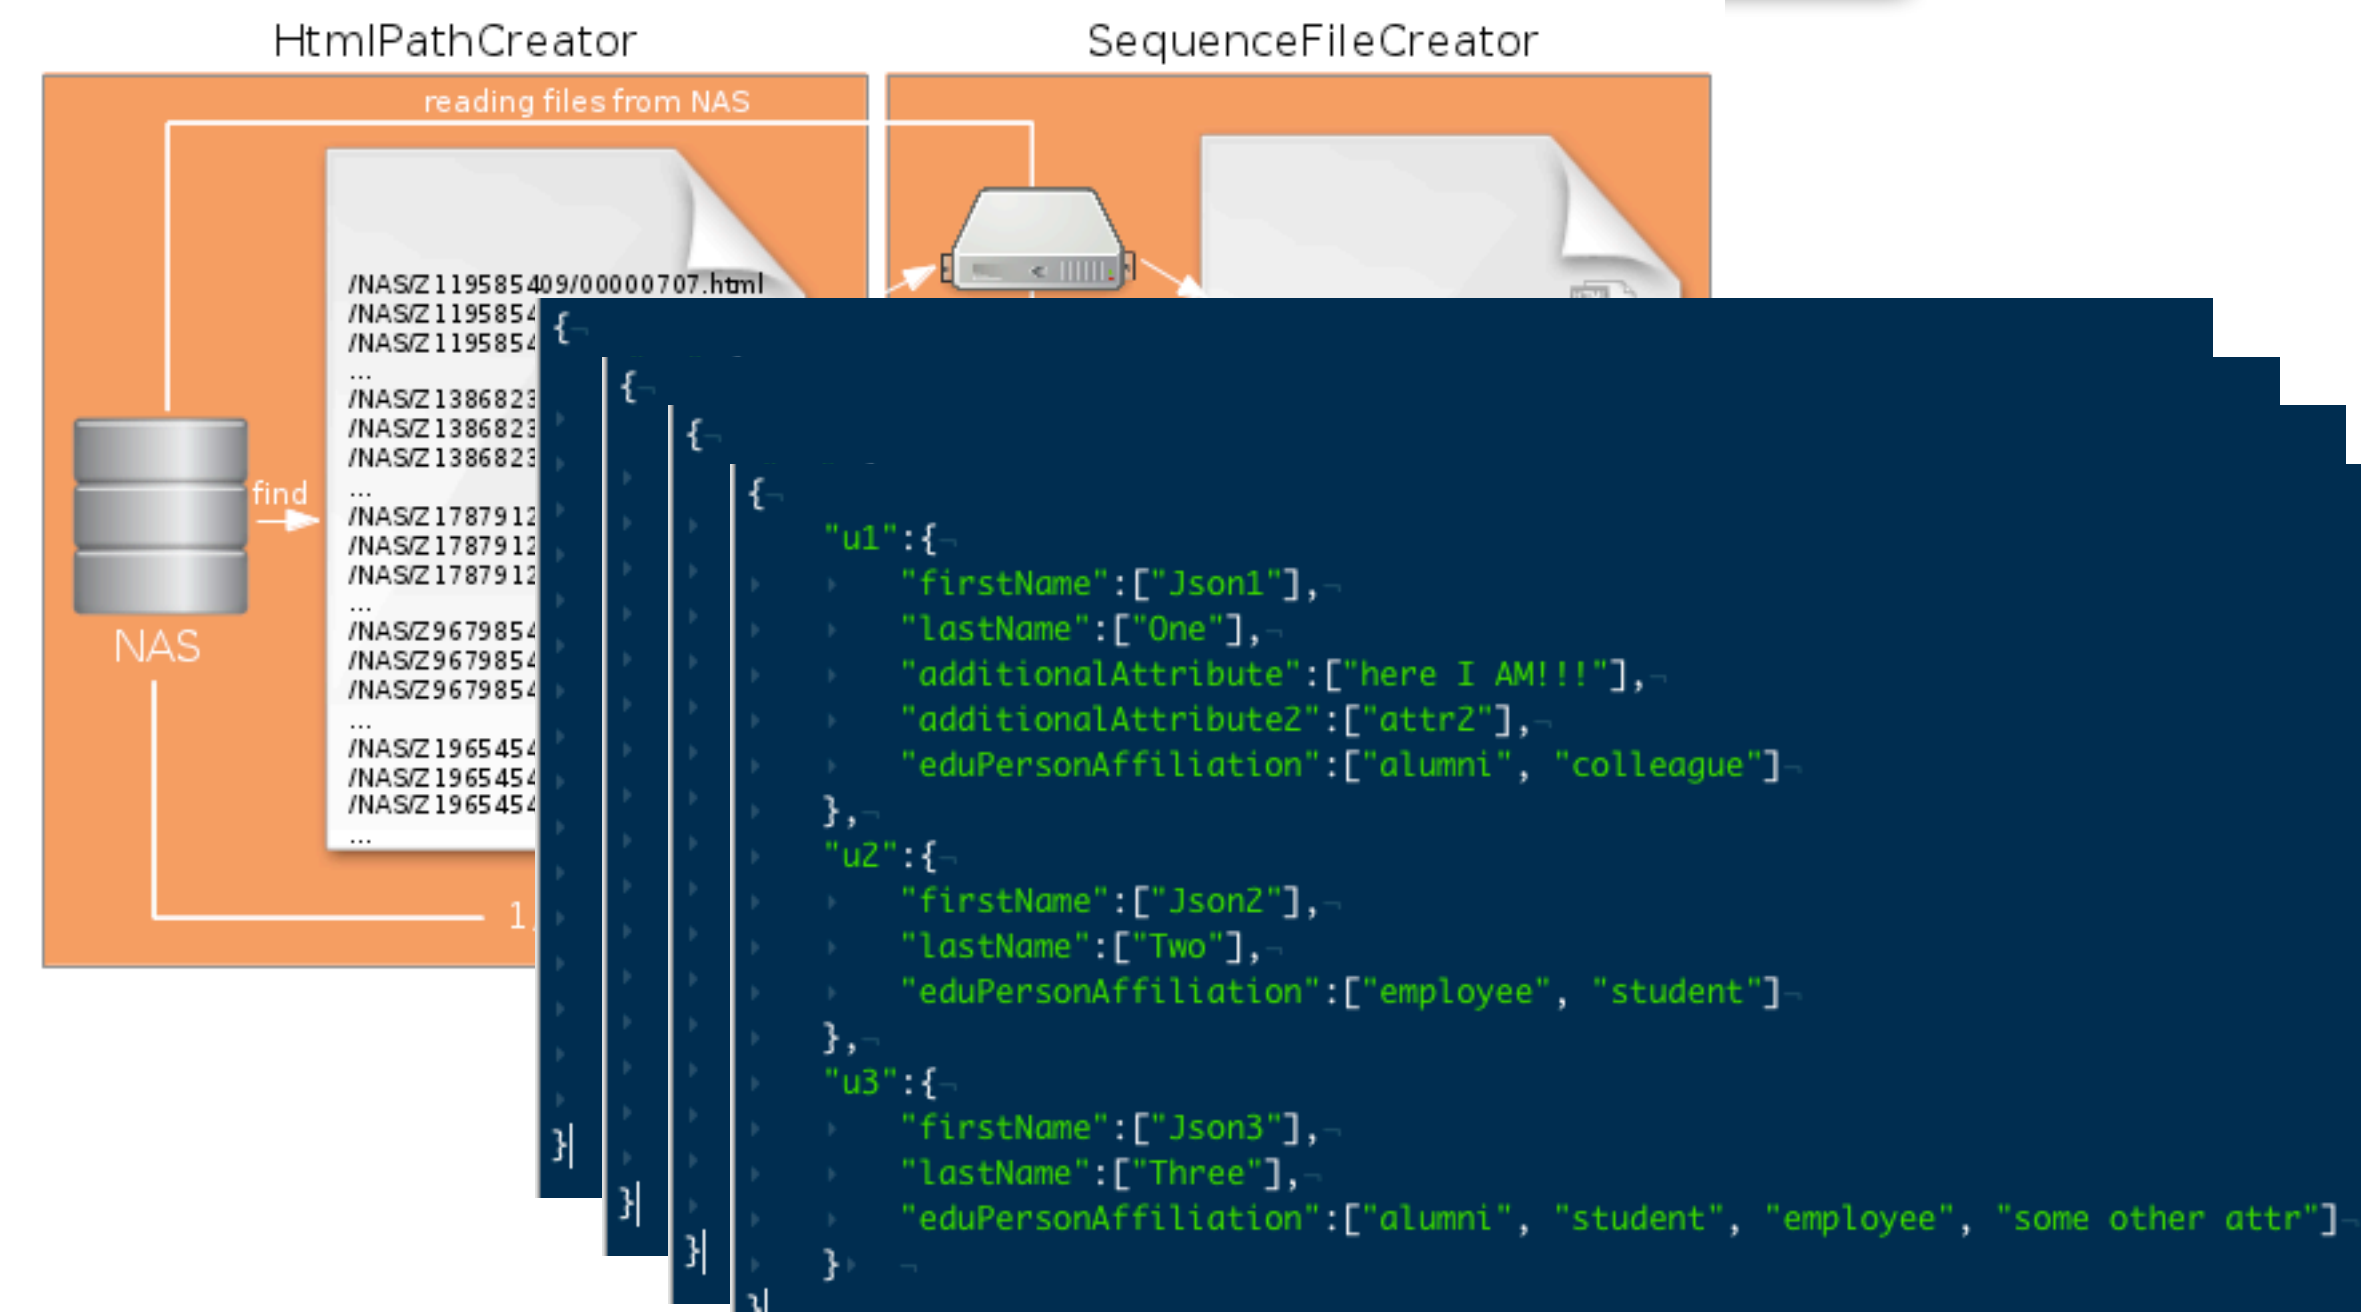 HtmlPathCreator
SequenceFileCreator
reading files from NAS
/NAS/Z119585409/00000707.html
/NAS/Z1195854
/NAS/Z1195854
...
/NAS/Z1386823
/NAS/Z1386823
/NAS/Z1386823
...
/NAS/Z1787912
/NAS/Z1787912
/NAS/Z1787912
...
/NAS/Z9679854
/NAS/Z9679854
/NAS/Z9679854
...
/NAS/Z1965454
/NAS/Z1965454
/NAS/Z1965454
...
find
NAS
1,
{
{
{
{
"u1":{
"firstName":["Json1"],
"lastName":["One"],
"additionalAttribute":["here I AM!!!"],
"additionalAttribute2":["attr2"],
"eduPersonAffiliation":["alumni", "colleague"]
},
"u2":{
"firstName":["Json2"],
"lastName":["Two"],
"eduPersonAffiliation":["employee", "student"]
},
"u3":{
"firstName":["Json3"],
"lastName":["Three"],
"eduPersonAffiliation":["alumni", "student", "employee", "some other attr"]
}
}
}
}
}